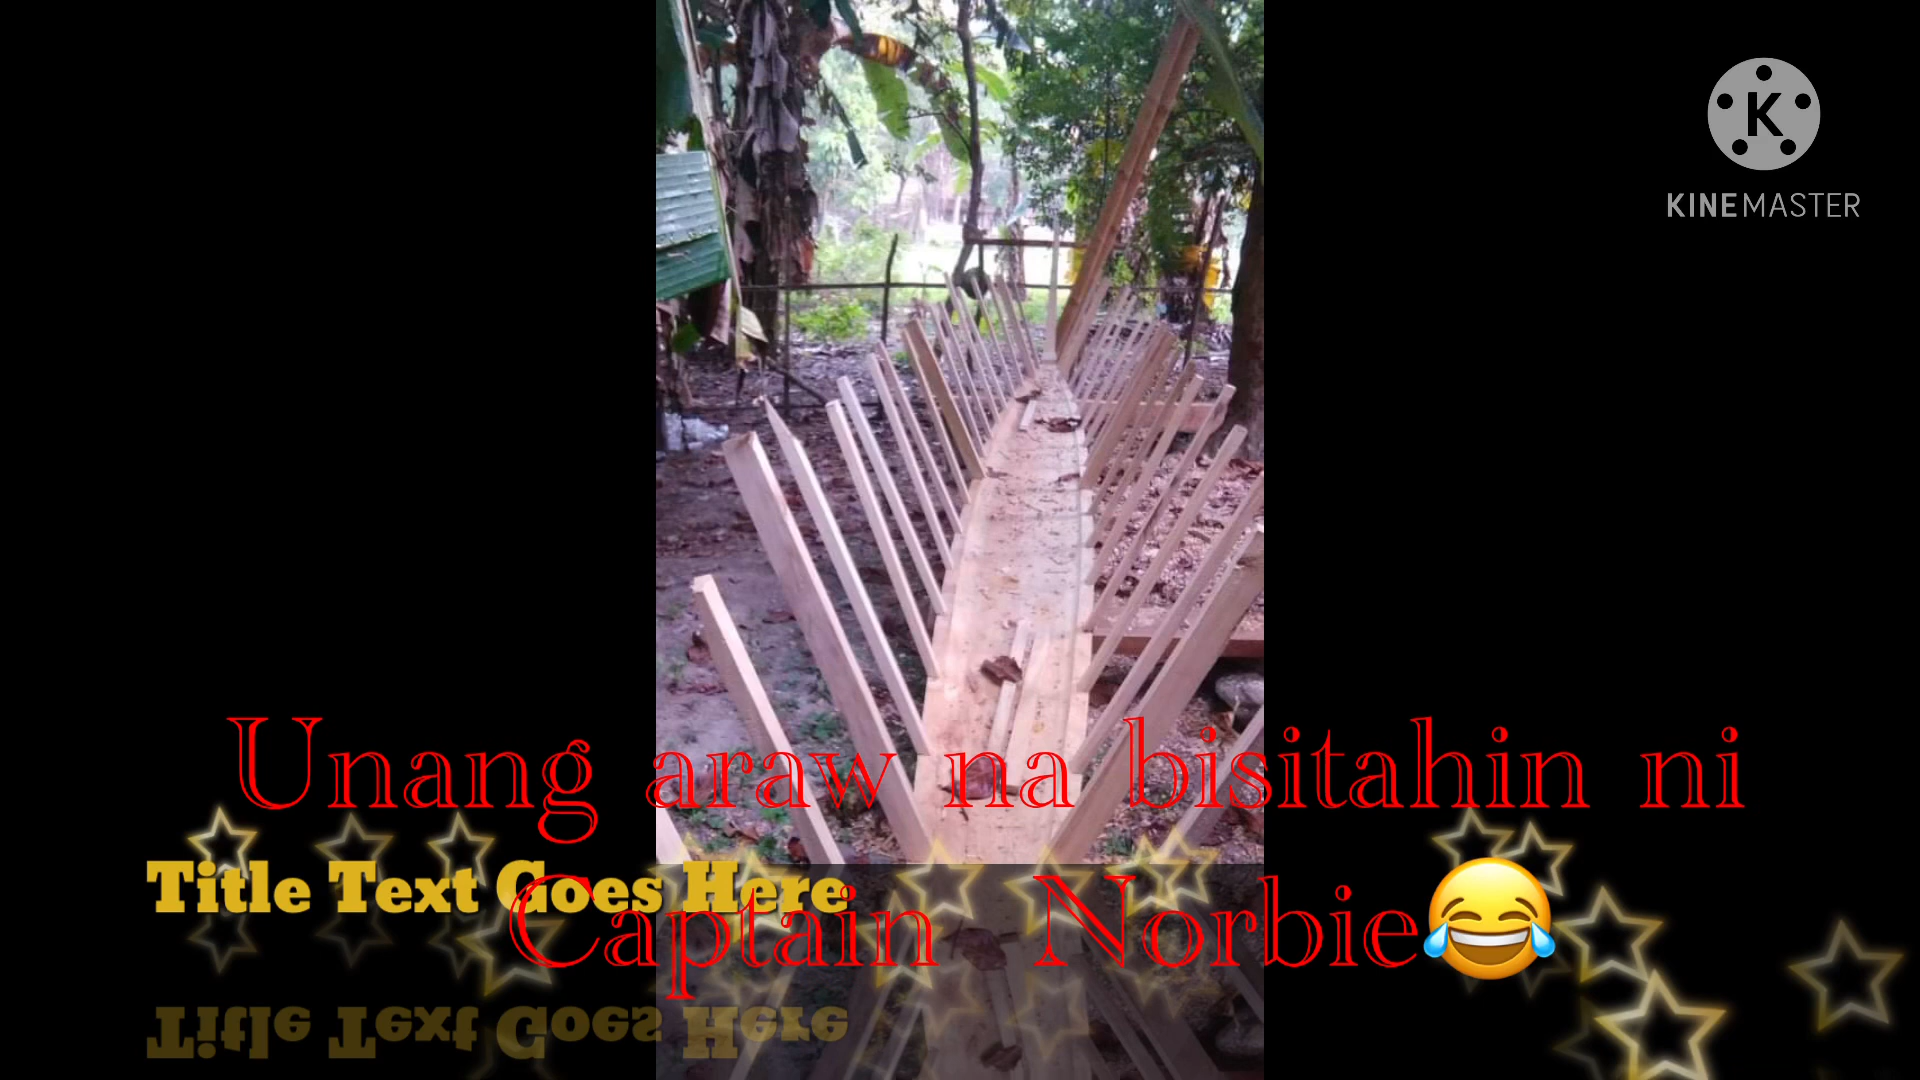 K
KINEMASTER
Unang araw na bisitahin ni
Title Text Goes Here
Captain Norbie😂
Title Text Goes Here